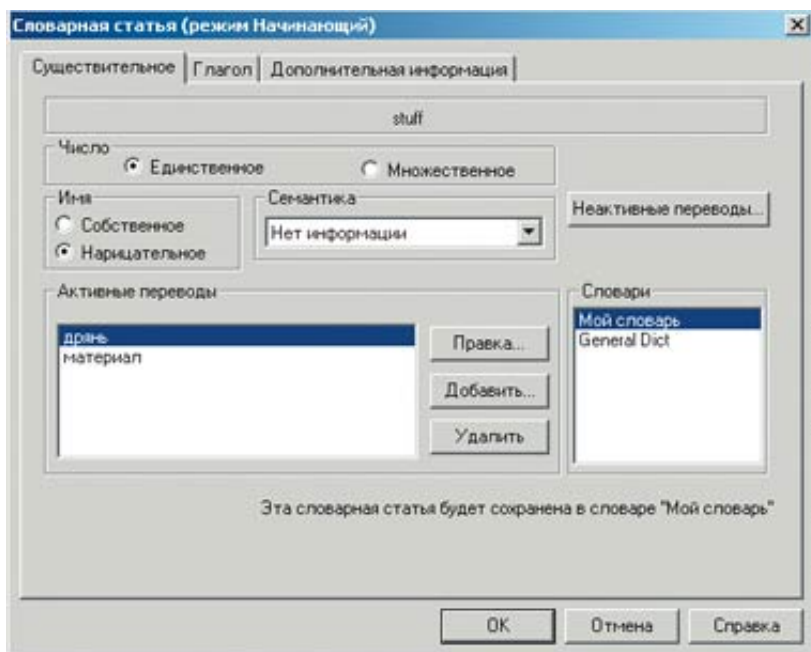 Словарная статья (режим Начинающий)
Существительное Глагол Дополнительная информация
stuff
Число
Единственное Множественное
Имя
Собственное
Нарицательное
Семантика
Нет информации
Неактивные переводы...
Активные переводы
дрянь
материал
Правка...
Добавить...
Удалить
Словари
Мой словарь
General Dict
Эта словарная статья будет сохранена в словаре "Мой словарь"
OK Отмена Справка